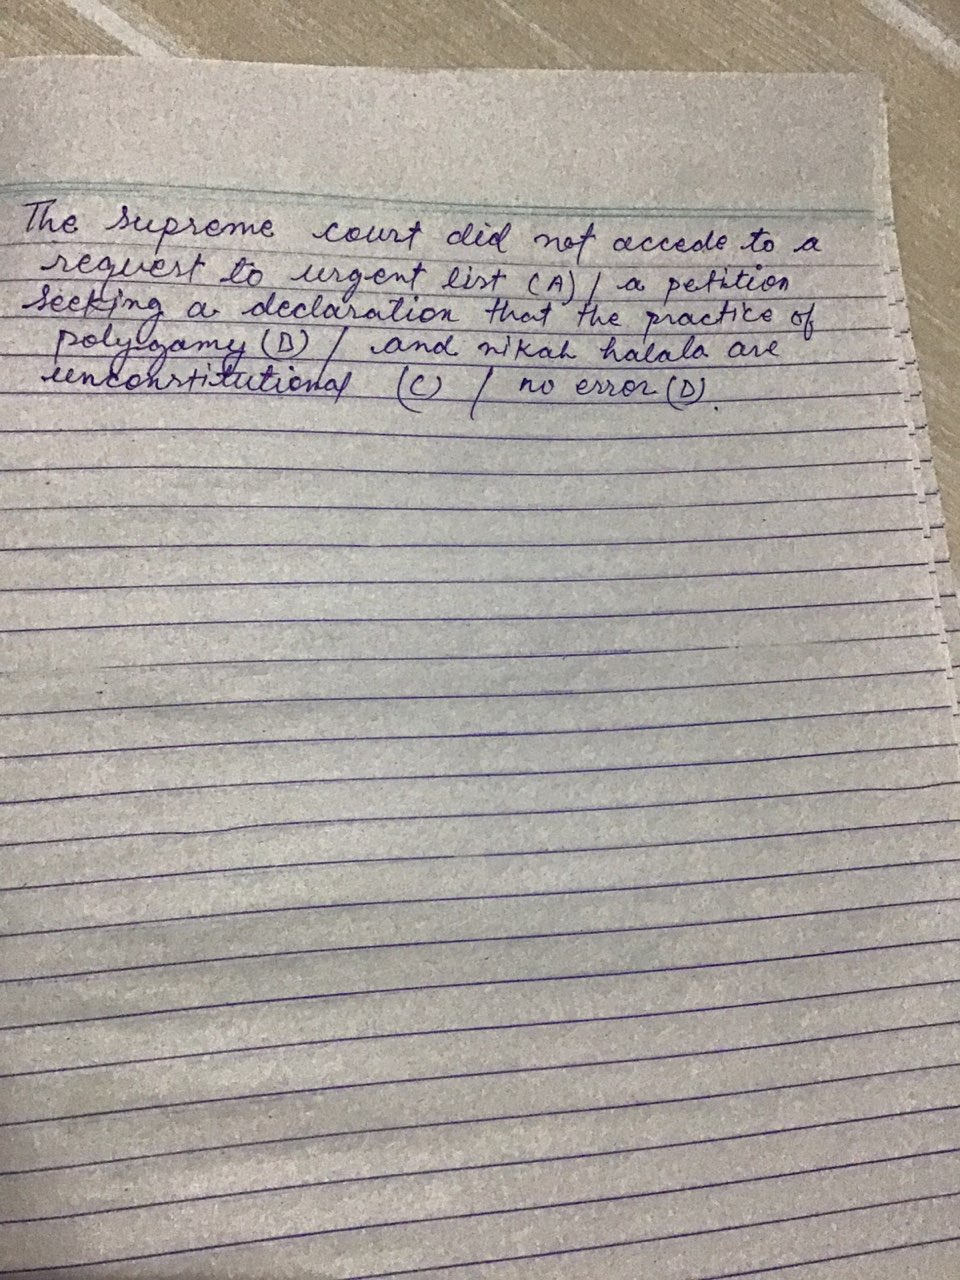 The supreme court did not accede to a
request to urgent list (A) / a petition
seeking a declaration that the practice of
polygamy (B) / and nikah halala are
unconstitutional (C) / no error (D).